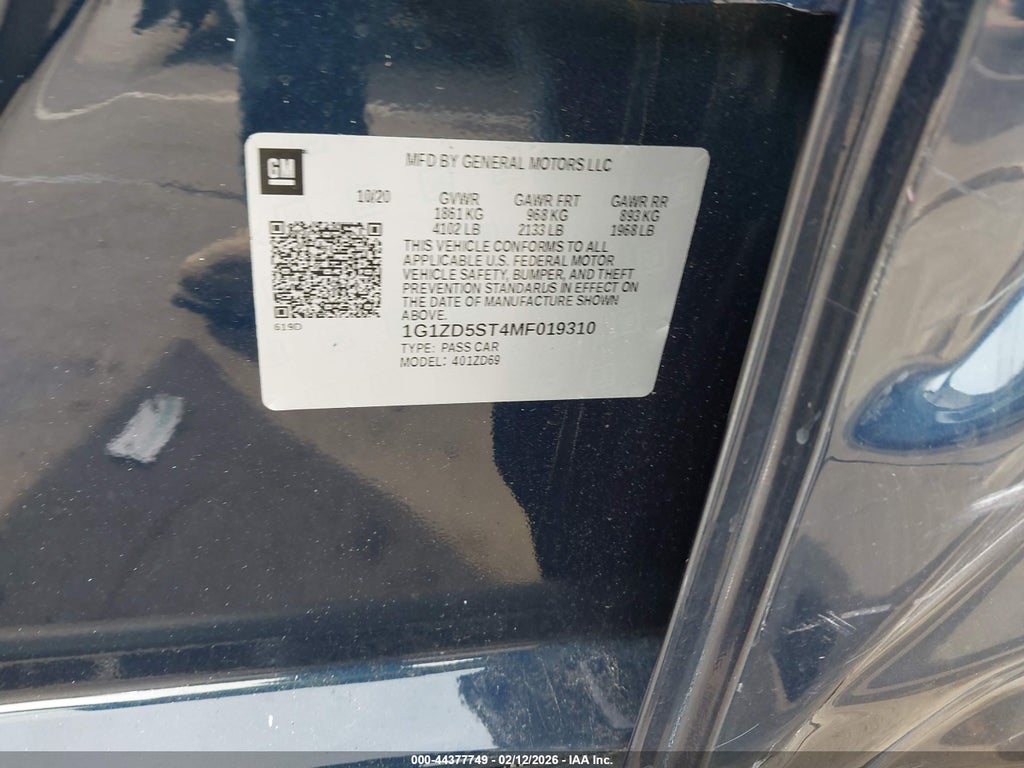 GM
MFD BY GENERAL MOTORS LLC
10/20 GVWR GAWR FRT GAWR RR
1861 KG 968 KG 893 KG
4102 LB 2133 LB 1968 LB
THIS VEHICLE CONFORMS TO ALL
APPLICABLE U.S. FEDERAL MOTOR
VEHICLE SAFETY, BUMPER, AND THEFT
PREVENTION STANDARDS IN EFFECT ON
THE DATE OF MANUFACTURE SHOWN
ABOVE.
619D
1G1ZD5ST4MF019310
TYPE: PASS CAR
MODEL: 401ZD69
000-44377749 - 02/12/2026 - IAA Inc.